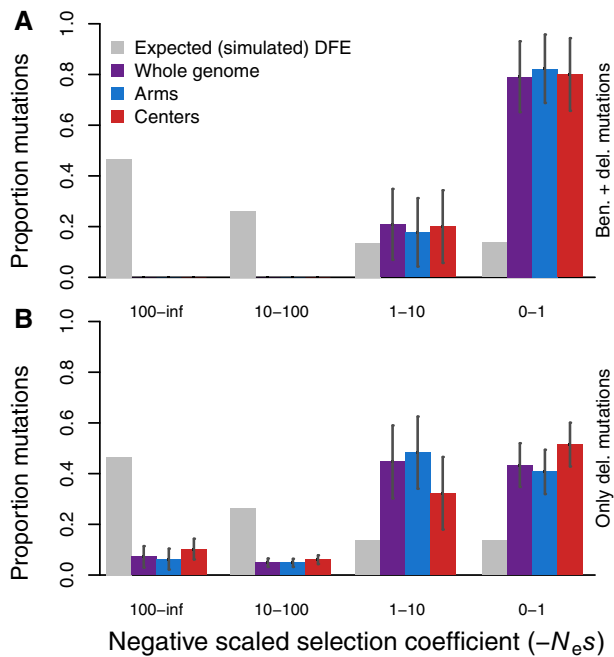 A
Expected (simulated) DFE
Whole genome
Arms
Centers
Proportion mutations
0.0 0.2 0.4 0.6 0.8 1.0
Ben. + del. mutations
100−inf 10−100 1−10 0−1
B
Proportion mutations
0.0 0.2 0.4 0.6 0.8 1.0
Only del. mutations
100−inf 10−100 1−10 0−1
Negative scaled selection coefficient (−Nₑs)